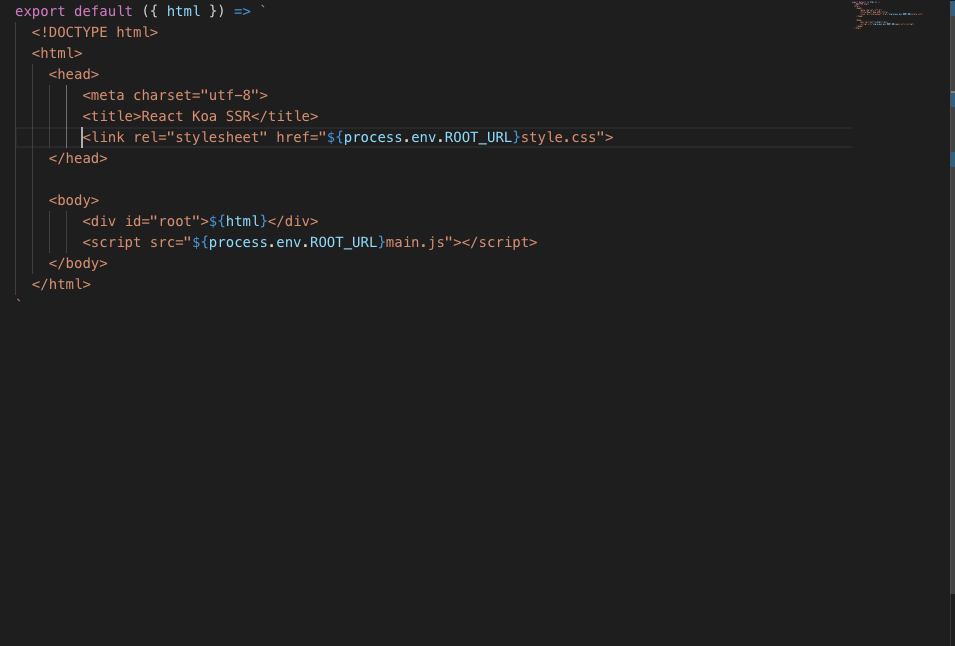 export default ({ html }) => `
<!DOCTYPE html>
<html>
<head>
<meta charset="utf-8">
<title>React Koa SSR</title>
<link rel="stylesheet" href="${process.env.ROOT_URL}style.css">
</head>
<body>
<div id="root">${html}</div>
<script src="${process.env.ROOT_URL}main.js"></script>
</body>
</html>
`